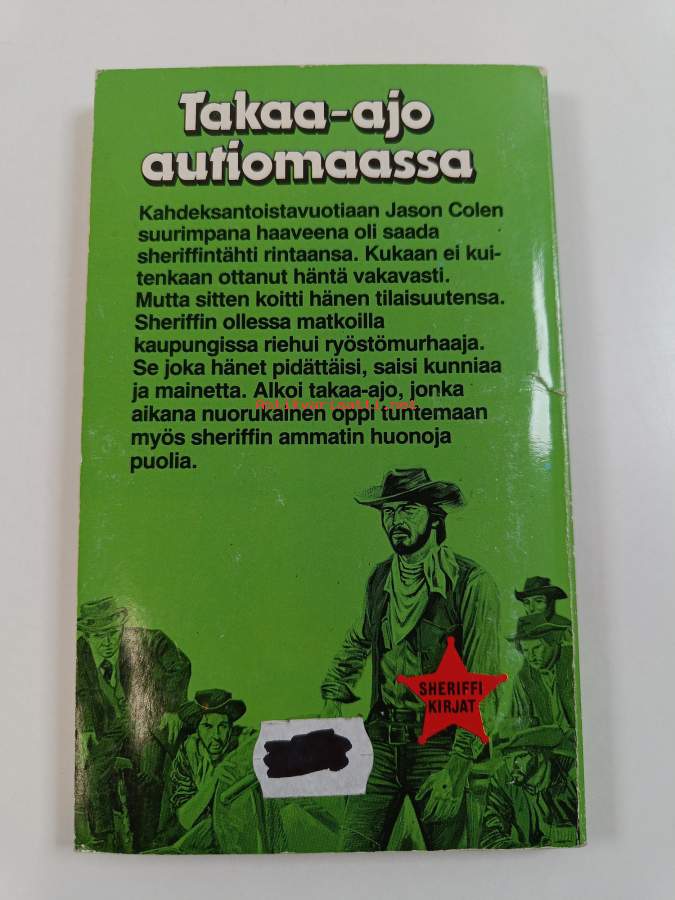 Takaa-ajo
autiomaassa
Kahdeksantoistavuotiaan Jason Colen
suurimpana haaveena oli saada
sheriffintähti rintaansa. Kukaan ei kui-
tenkaan ottanut häntä vakavasti.
Mutta sitten koitti hänen tilaisuutensa.
Sheriffin ollessa matkoilla
kaupungissa riehui ryöstömurhaaja.
Se joka hänet pidättäisi, saisi kunniaa
ja mainetta. Alkoi takaa-ajo, jonka
Antikvariaatti.net
aikana nuorukainen oppi tuntemaan
myös sheriffin ammatin huonoja
puolia.
SHERIFFI
KIRJAT